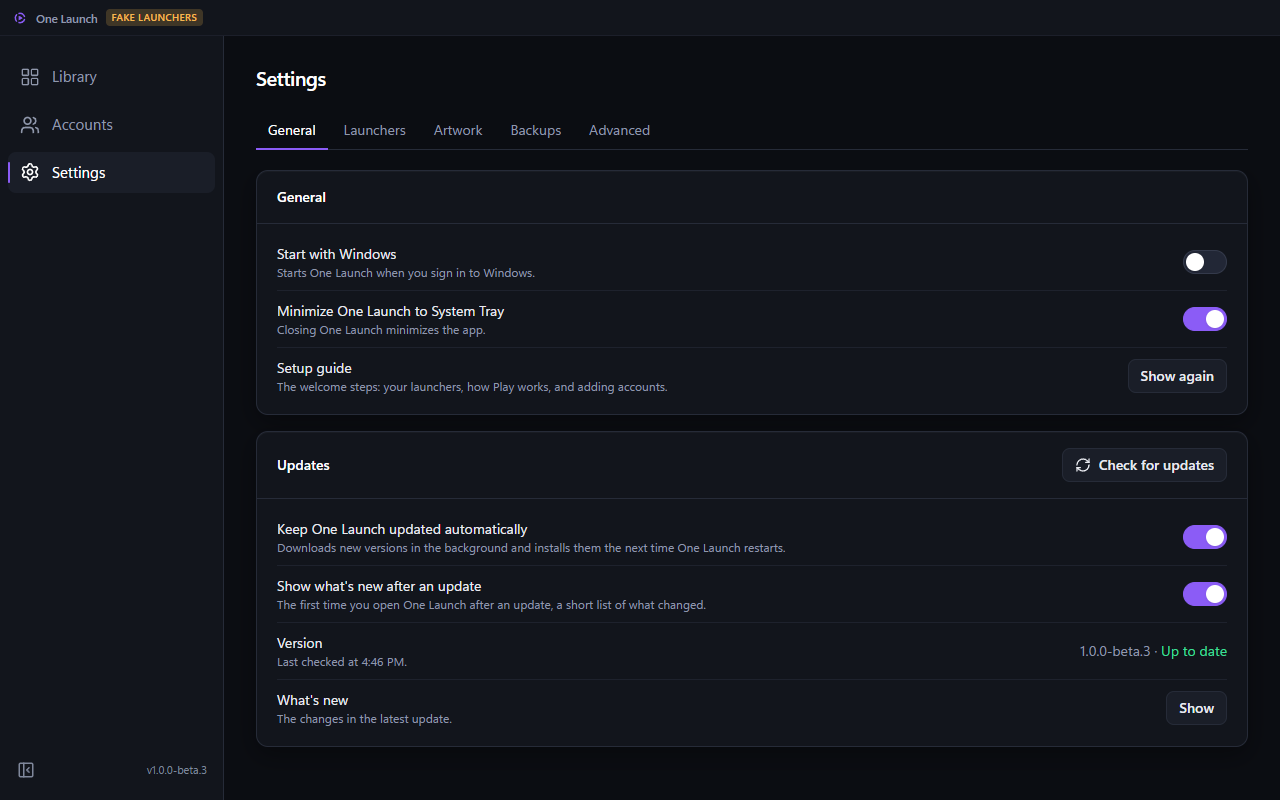 One Launch FAKE LAUNCHERS
Library
Accounts
Settings
v1.0.0-beta.3
Settings
General Launchers Artwork Backups Advanced
General
Start with Windows
Starts One Launch when you sign in to Windows.
Minimize One Launch to System Tray
Closing One Launch minimizes the app.
Setup guide
The welcome steps: your launchers, how Play works, and adding accounts.
Show again
Updates
Check for updates
Keep One Launch updated automatically
Downloads new versions in the background and installs them the next time One Launch restarts.
Show what's new after an update
The first time you open One Launch after an update, a short list of what changed.
Version
Last checked at 4:46 PM.
1.0.0-beta.3 · Up to date
What's new
The changes in the latest update.
Show